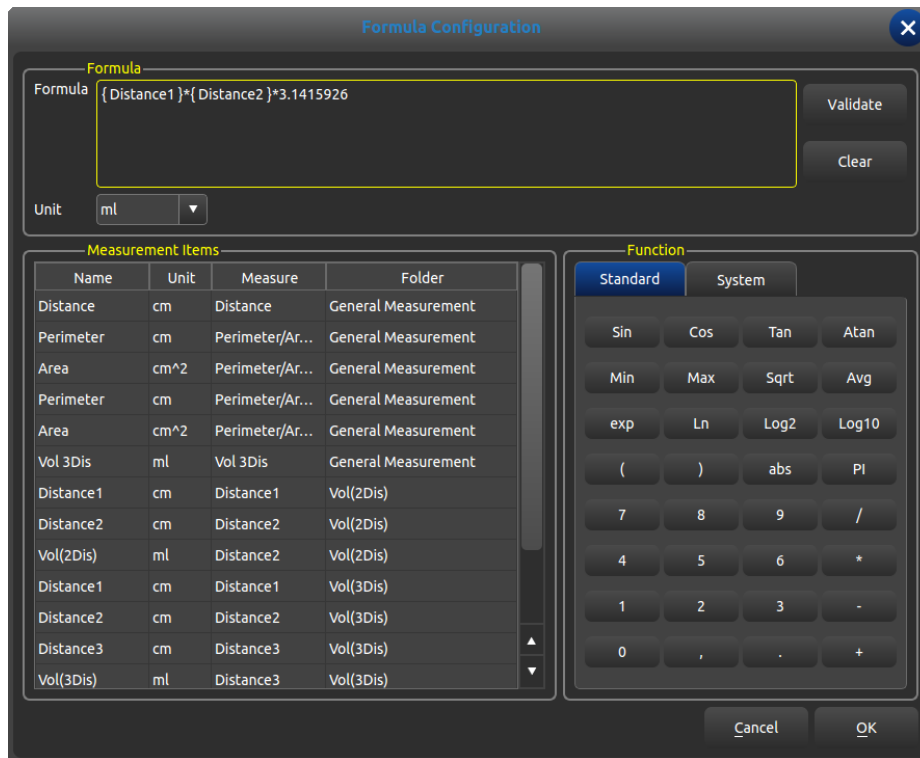 Formula Configuration
Formula
Formula
{ Distance1 }*{ Distance2 }*3.1415926
Validate
Clear
Unit
ml
Measurement Items
Name Unit Measure Folder
Distance cm Distance General Measurement
Perimeter cm Perimeter/Ar... General Measurement
Area cm^2 Perimeter/Ar... General Measurement
Perimeter cm Perimeter/Ar... General Measurement
Area cm^2 Perimeter/Ar... General Measurement
Vol 3Dis ml Vol 3Dis General Measurement
Distance1 cm Distance1 Vol(2Dis)
Distance2 cm Distance2 Vol(2Dis)
Vol(2Dis) ml Distance2 Vol(2Dis)
Distance1 cm Distance1 Vol(3Dis)
Distance2 cm Distance2 Vol(3Dis)
Distance3 cm Distance3 Vol(3Dis)
Vol(3Dis) ml Distance3 Vol(3Dis)
Function
Standard System
Sin Cos Tan Atan
Min Max Sqrt Avg
exp Ln Log2 Log10
( ) abs PI
7 8 9 /
4 5 6 *
1 2 3 -
0 , . +
Cancel OK